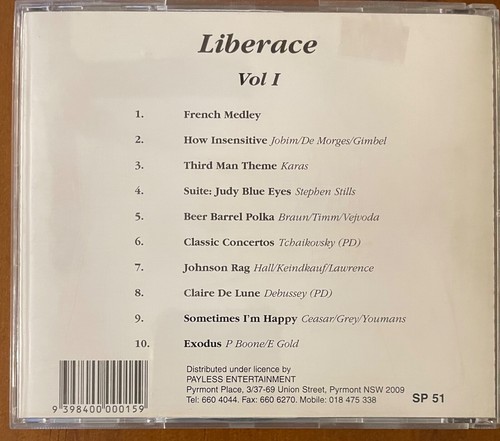 Liberace
Vol I
1. French Medley
2. How Insensitive Jobim/De Morges/Gimbel
3. Third Man Theme Karas
4. Suite: Judy Blue Eyes Stephen Stills
5. Beer Barrel Polka Braun/Timm/Vejvoda
6. Classic Concertos Tchaikovsky (PD)
7. Johnson Rag Hall/Keindkauf/Lawrence
8. Claire De Lune Debussey (PD)
9. Sometimes I'm Happy Ceasar/Grey/Youmans
10. Exodus P Boone/E Gold
Distributed under licence by
PAYLESS ENTERTAINMENT
Pyrmont Place, 3/37-69 Union Street, Pyrmont NSW 2009
Tel: 660 4044. Fax: 660 6270. Mobile: 018 475 338
SP 51
9 398400 000159